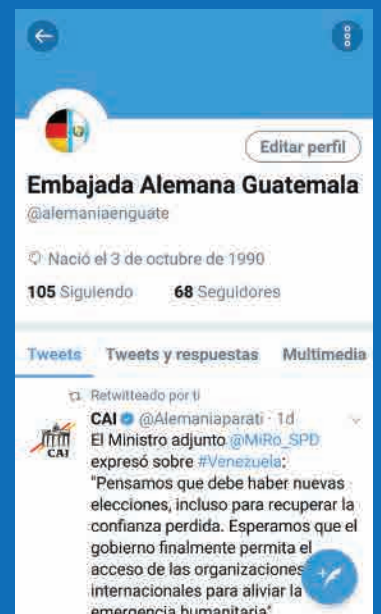 Editar perfil
Embajada Alemana Guatemala
@alemaniaenguate
Nació el 3 de octubre de 1990
105 Siguiendo 68 Seguidores
Tweets Tweets y respuestas Multimedia
Retwitteado por ti
CAI @Alemaniaparati · 1d
CAI
El Ministro adjunto @MiRo_SPD
expresó sobre #Venezuela:
"Pensamos que debe haber nuevas
elecciones, incluso para recuperar la
confianza perdida. Esperamos que el
gobierno finalmente permita el
acceso de las organizaciones
internacionales para aliviar la
emergencia humanitaria"